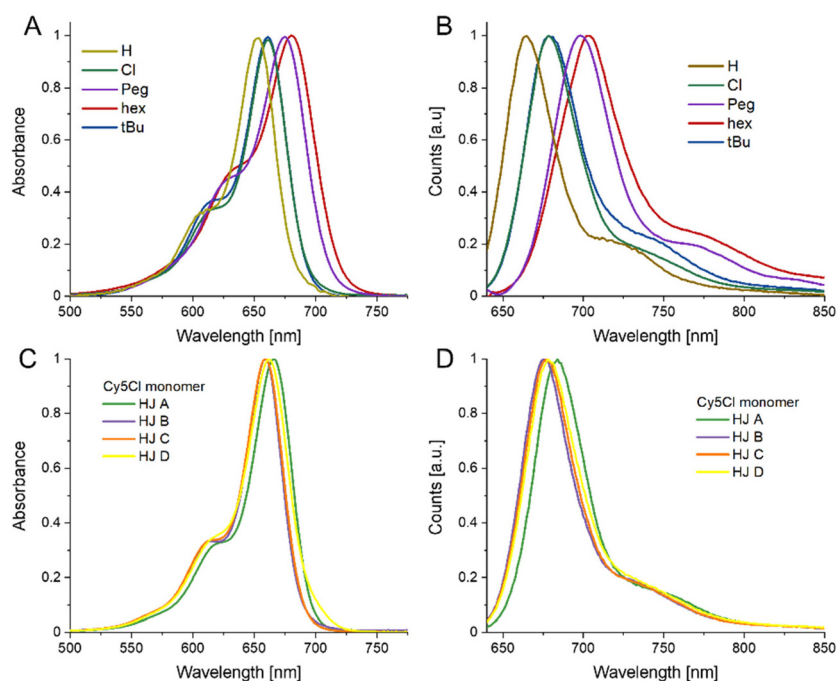 A
1
0.8
0.6
0.4
0.2
0
Absorbance
H
Cl
Peg
hex
tBu
500
550
600
650
700
750
Wavelength [nm]
B
1
0.8
0.6
0.4
0.2
0
Counts [a.u]
H
Cl
Peg
hex
tBu
650
700
750
800
850
Wavelength [nm]
C
1
0.8
0.6
0.4
0.2
0
Absorbance
Cy5Cl monomer
HJ A
HJ B
HJ C
HJ D
500
550
600
650
700
750
Wavelength [nm]
D
1
0.8
0.6
0.4
0.2
0
Counts [a.u.]
Cy5Cl monomer
HJ A
HJ B
HJ C
HJ D
650
700
750
800
850
Wavelength [nm]